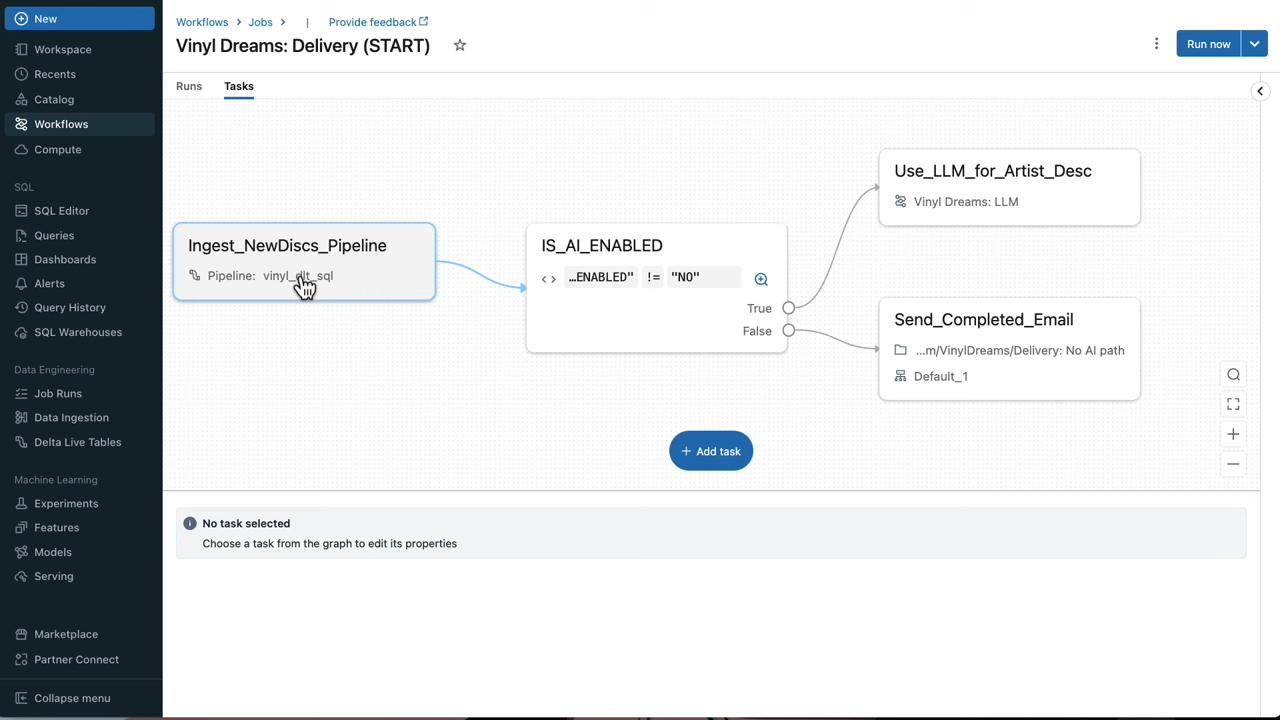 New
Workspace
Recents
Catalog
Workflows
Compute
SQL
SQL Editor
Queries
Dashboards
Alerts
Query History
SQL Warehouses
Data Engineering
Job Runs
Data Ingestion
Delta Live Tables
Machine Learning
Experiments
Features
Models
Serving
Marketplace
Partner Connect
Collapse menu
Workflows > Jobs > | Provide feedback
Vinyl Dreams: Delivery (START)
Run now
Runs Tasks
Ingest_NewDiscs_Pipeline
Pipeline: vinyl_dlt_sql
IS_AI_ENABLED
…ENABLED" != "NO"
True
False
Use_LLM_for_Artist_Desc
Vinyl Dreams: LLM
Send_Completed_Email
...m/VinylDreams/Delivery: No AI path
Default_1
+ Add task
No task selected
Choose a task from the graph to edit its properties